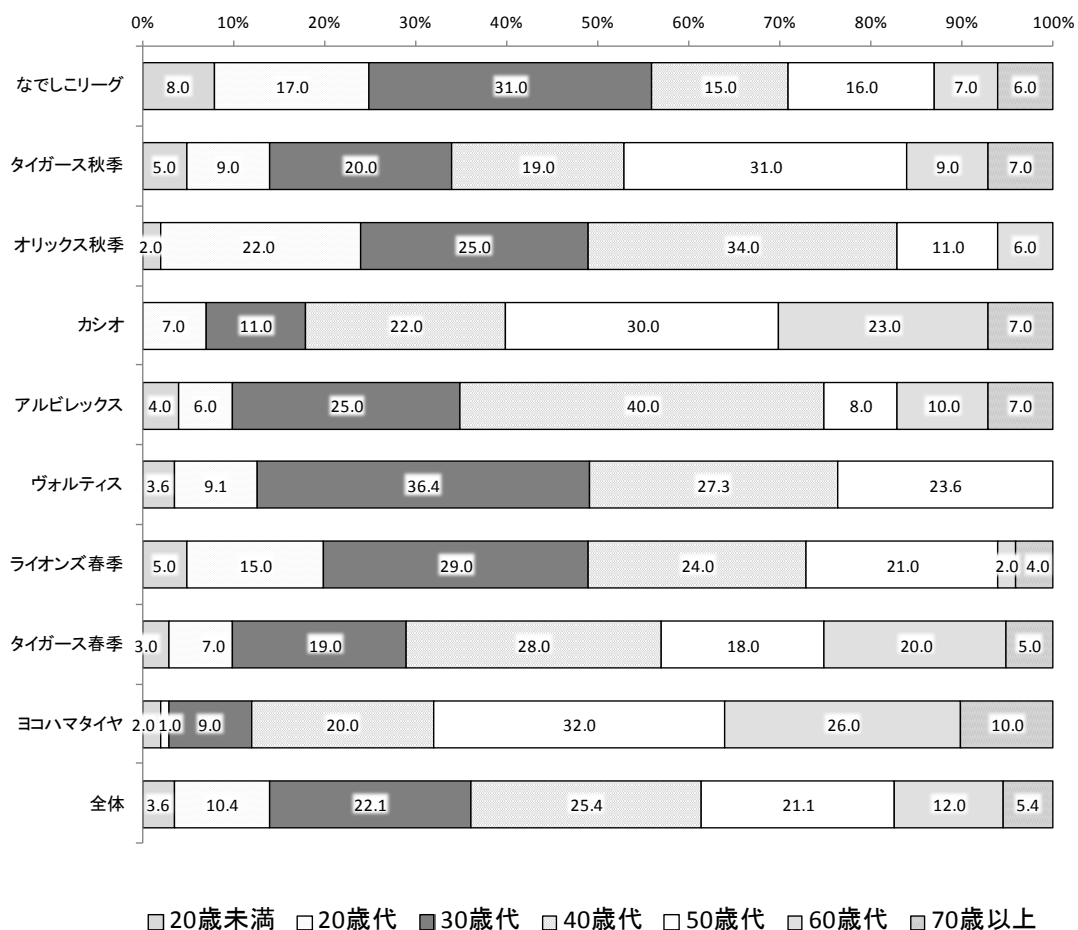 0% 10% 20% 30% 40% 50% 60% 70% 80% 90% 100%
なでしこリーグ 8.0 17.0 31.0 15.0 16.0 7.0 6.0
タイガース秋季 5.0 9.0 20.0 19.0 31.0 9.0 7.0
オリックス秋季 2.0 22.0 25.0 34.0 11.0 6.0
カシオ 7.0 11.0 22.0 30.0 23.0 7.0
アルビレックス 4.0 6.0 25.0 40.0 8.0 10.0 7.0
ヴォルティス 3.6 9.1 36.4 27.3 23.6
ライオンズ春季 5.0 15.0 29.0 24.0 21.0 2.0 4.0
タイガース春季 3.0 7.0 19.0 28.0 18.0 20.0 5.0
ヨコハマタイヤ 2.0 1.0 9.0 20.0 32.0 26.0 10.0
全体 3.6 10.4 22.1 25.4 21.1 12.0 5.4
20歳未満 20歳代 30歳代 40歳代 50歳代 60歳代 70歳以上